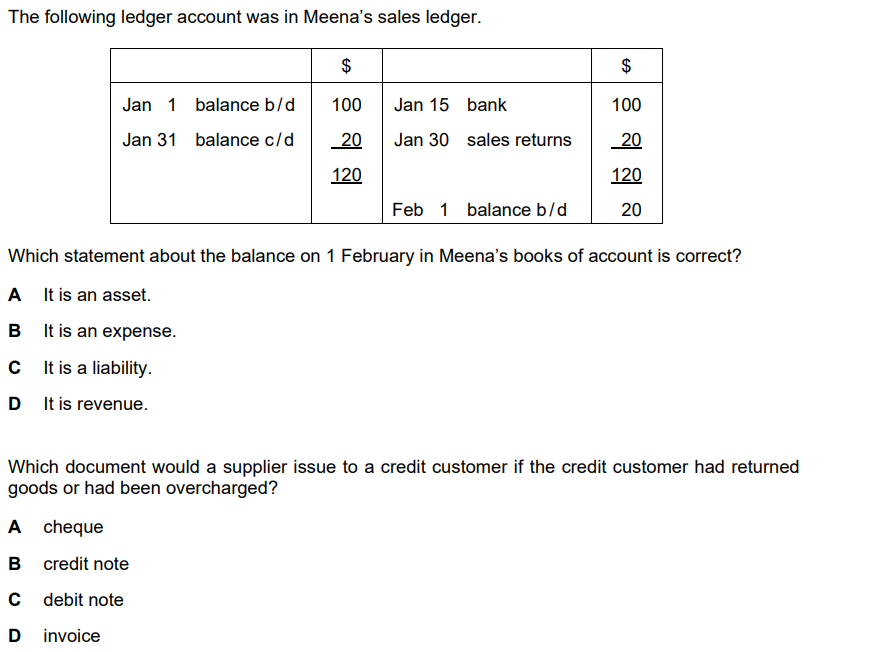 The following ledger account was in Meena’s sales ledger.
$ $
Jan 1 balance b/d 100 Jan 15 bank 100
Jan 31 balance c/d 20 Jan 30 sales returns 20
120 120
Feb 1 balance b/d 20
Which statement about the balance on 1 February in Meena’s books of account is correct?
A It is an asset.
B It is an expense.
C It is a liability.
D It is revenue.
Which document would a supplier issue to a credit customer if the credit customer had returned
goods or had been overcharged?
A cheque
B credit note
C debit note
D invoice